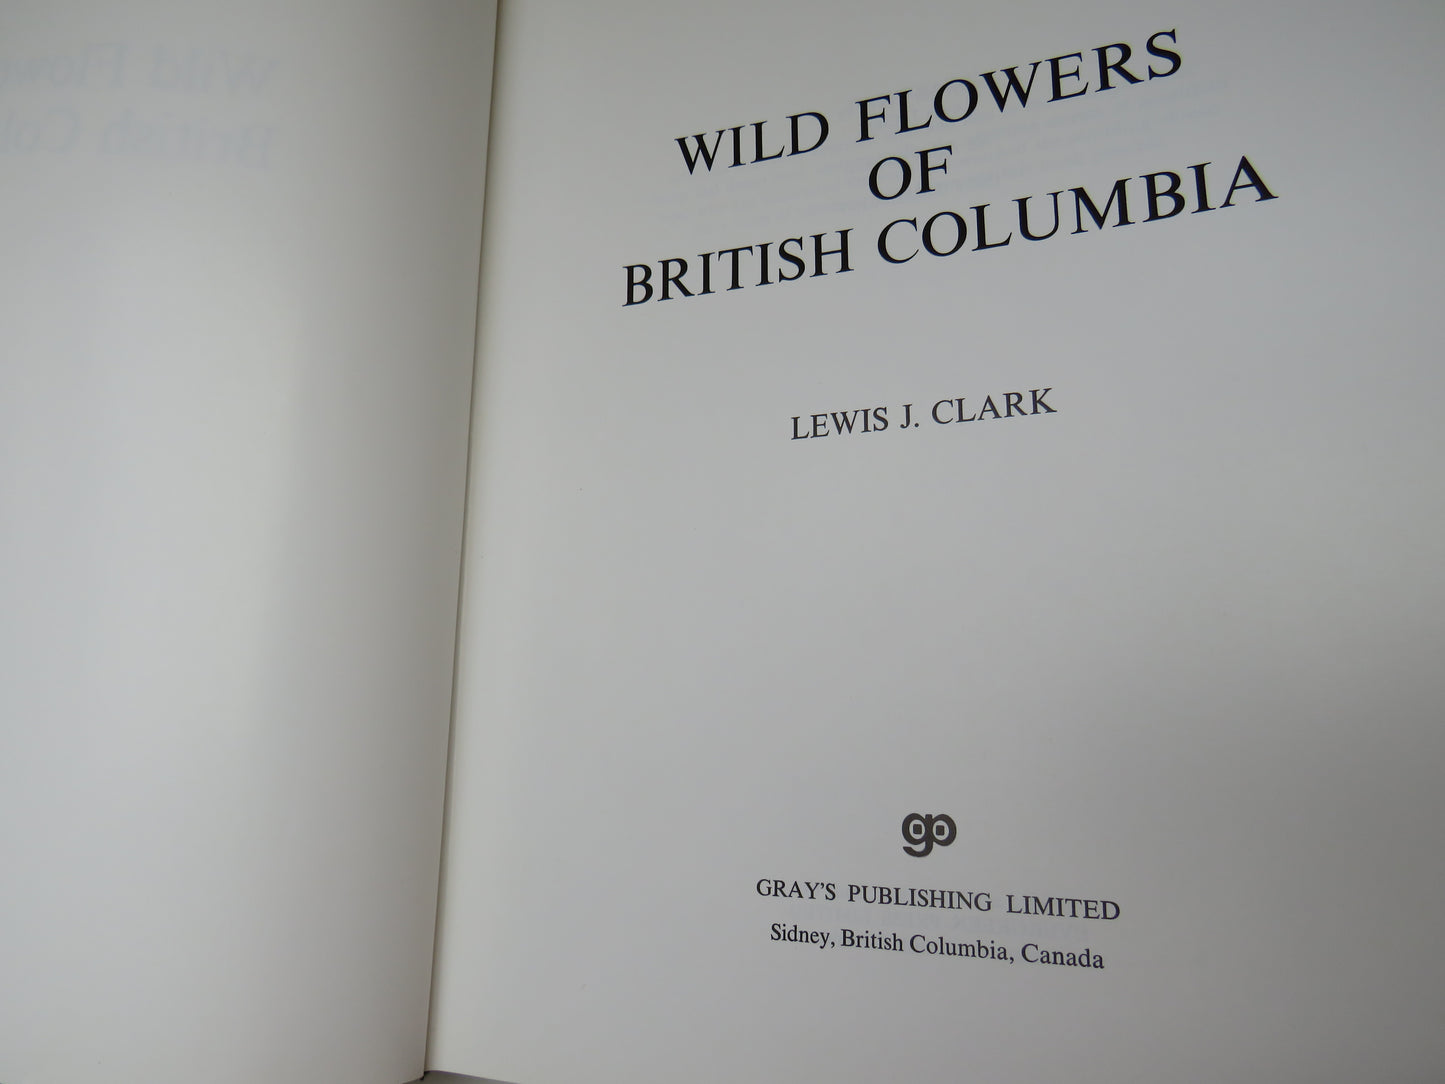 WILD FLOWERS
OF
BRITISH COLUMBIA
LEWIS J. CLARK
gp
GRAY'S PUBLISHING LIMITED
Sidney, British Columbia, Canada